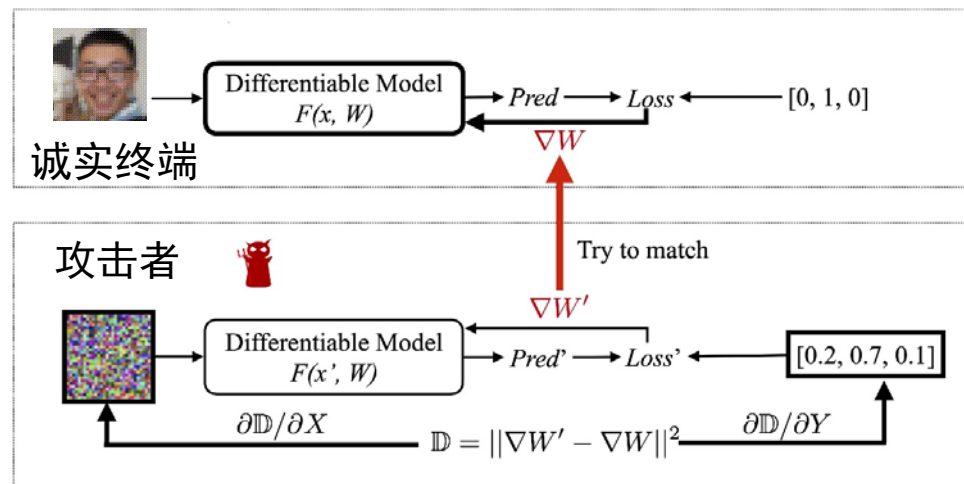 Differentiable Model
F(x, W)
Pred
Loss
[0, 1, 0]
∇W
诚实终端
攻击者
Try to match
∇W′
Differentiable Model
F(x’, W)
Pred’
Loss’
[0.2, 0.7, 0.1]
∂𝔻/∂X
𝔻 = ||∇W′ − ∇W||²
∂𝔻/∂Y